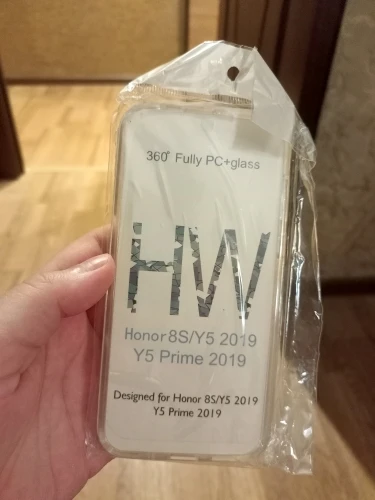 360° Fully PC+glass
HW
Honor 8S/Y5 2019
Y5 Prime 2019
Designed for Honor 8S/Y5 2019
Y5 Prime 2019